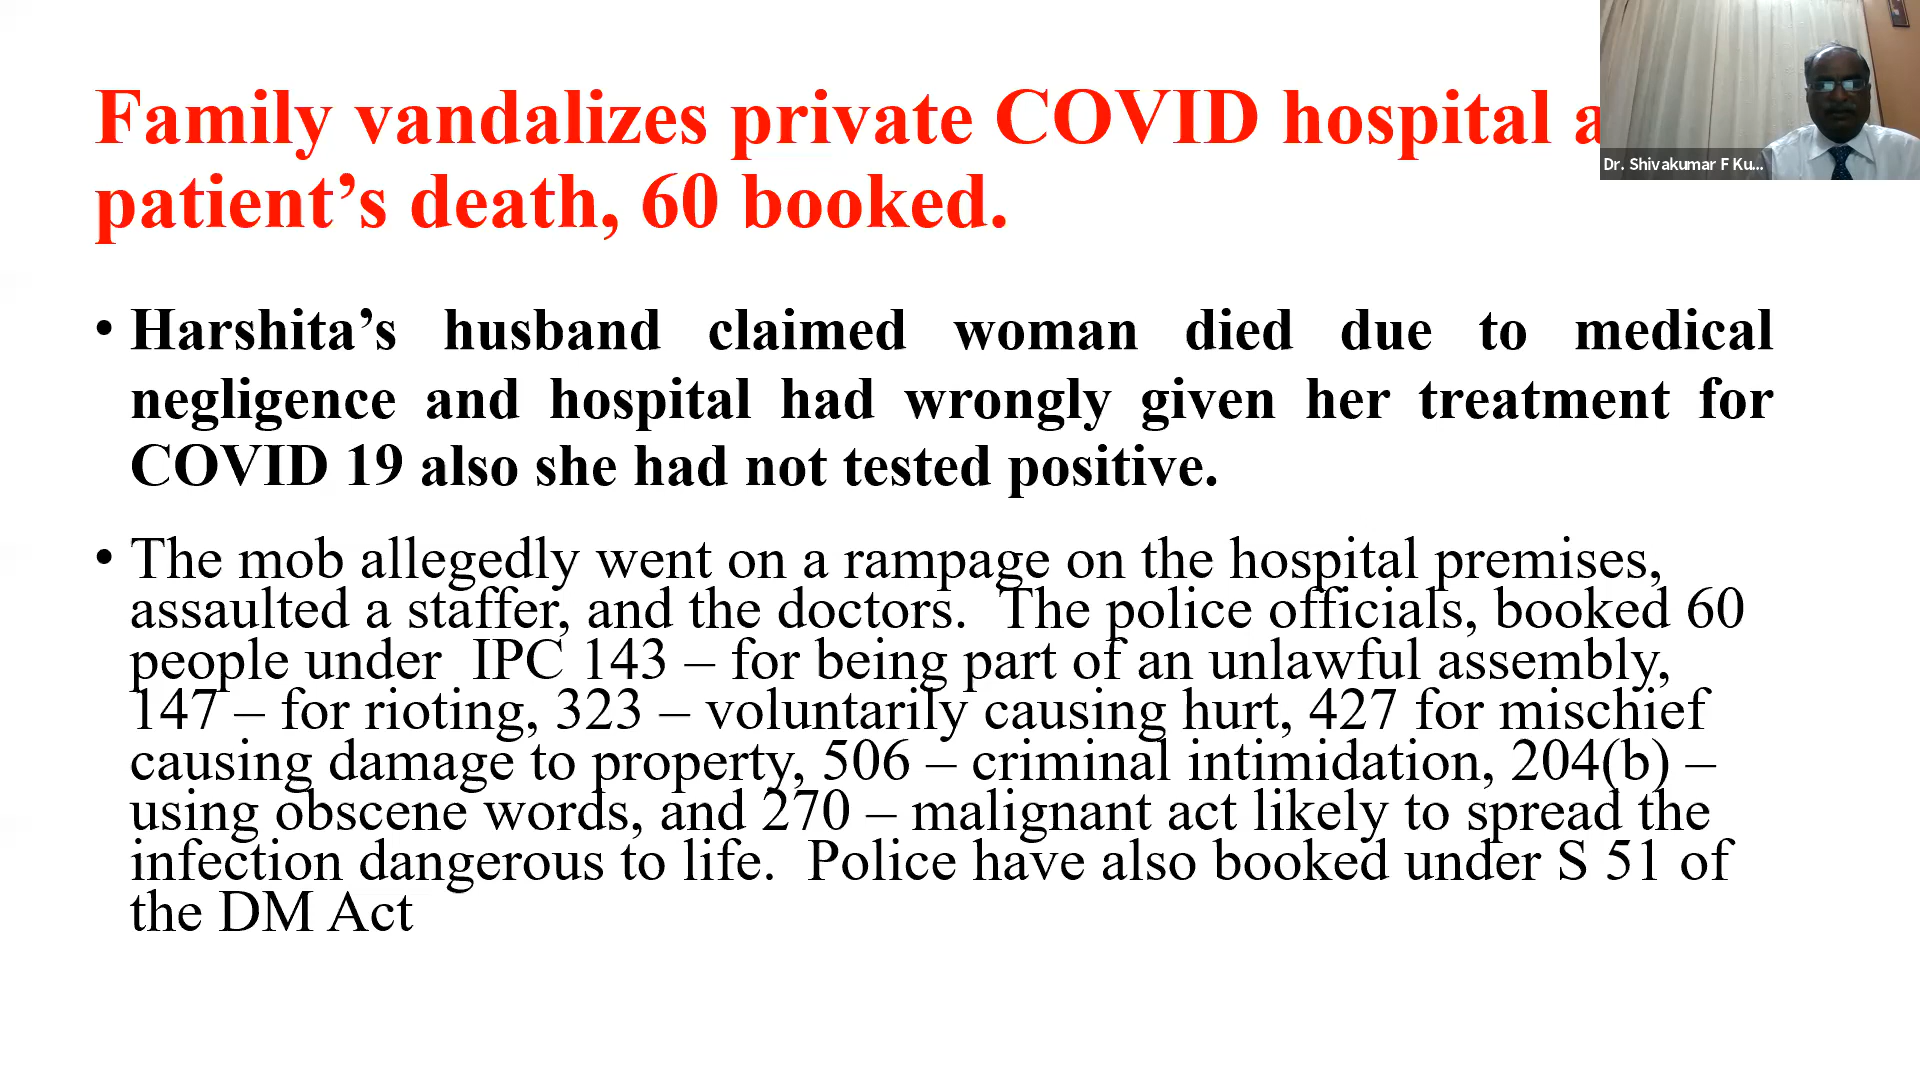 Family vandalizes private COVID hospital a
patient’s death, 60 booked.
Dr. Shivakumar F Ku...
• Harshita’s husband claimed woman died due to medical
negligence and hospital had wrongly given her treatment for
COVID 19 also she had not tested positive.
• The mob allegedly went on a rampage on the hospital premises,
assaulted a staffer, and the doctors. The police officials, booked 60
people under IPC 143 – for being part of an unlawful assembly,
147 – for rioting, 323 – voluntarily causing hurt, 427 for mischief
causing damage to property, 506 – criminal intimidation, 204(b) –
using obscene words, and 270 – malignant act likely to spread the
infection dangerous to life. Police have also booked under S 51 of
the DM Act